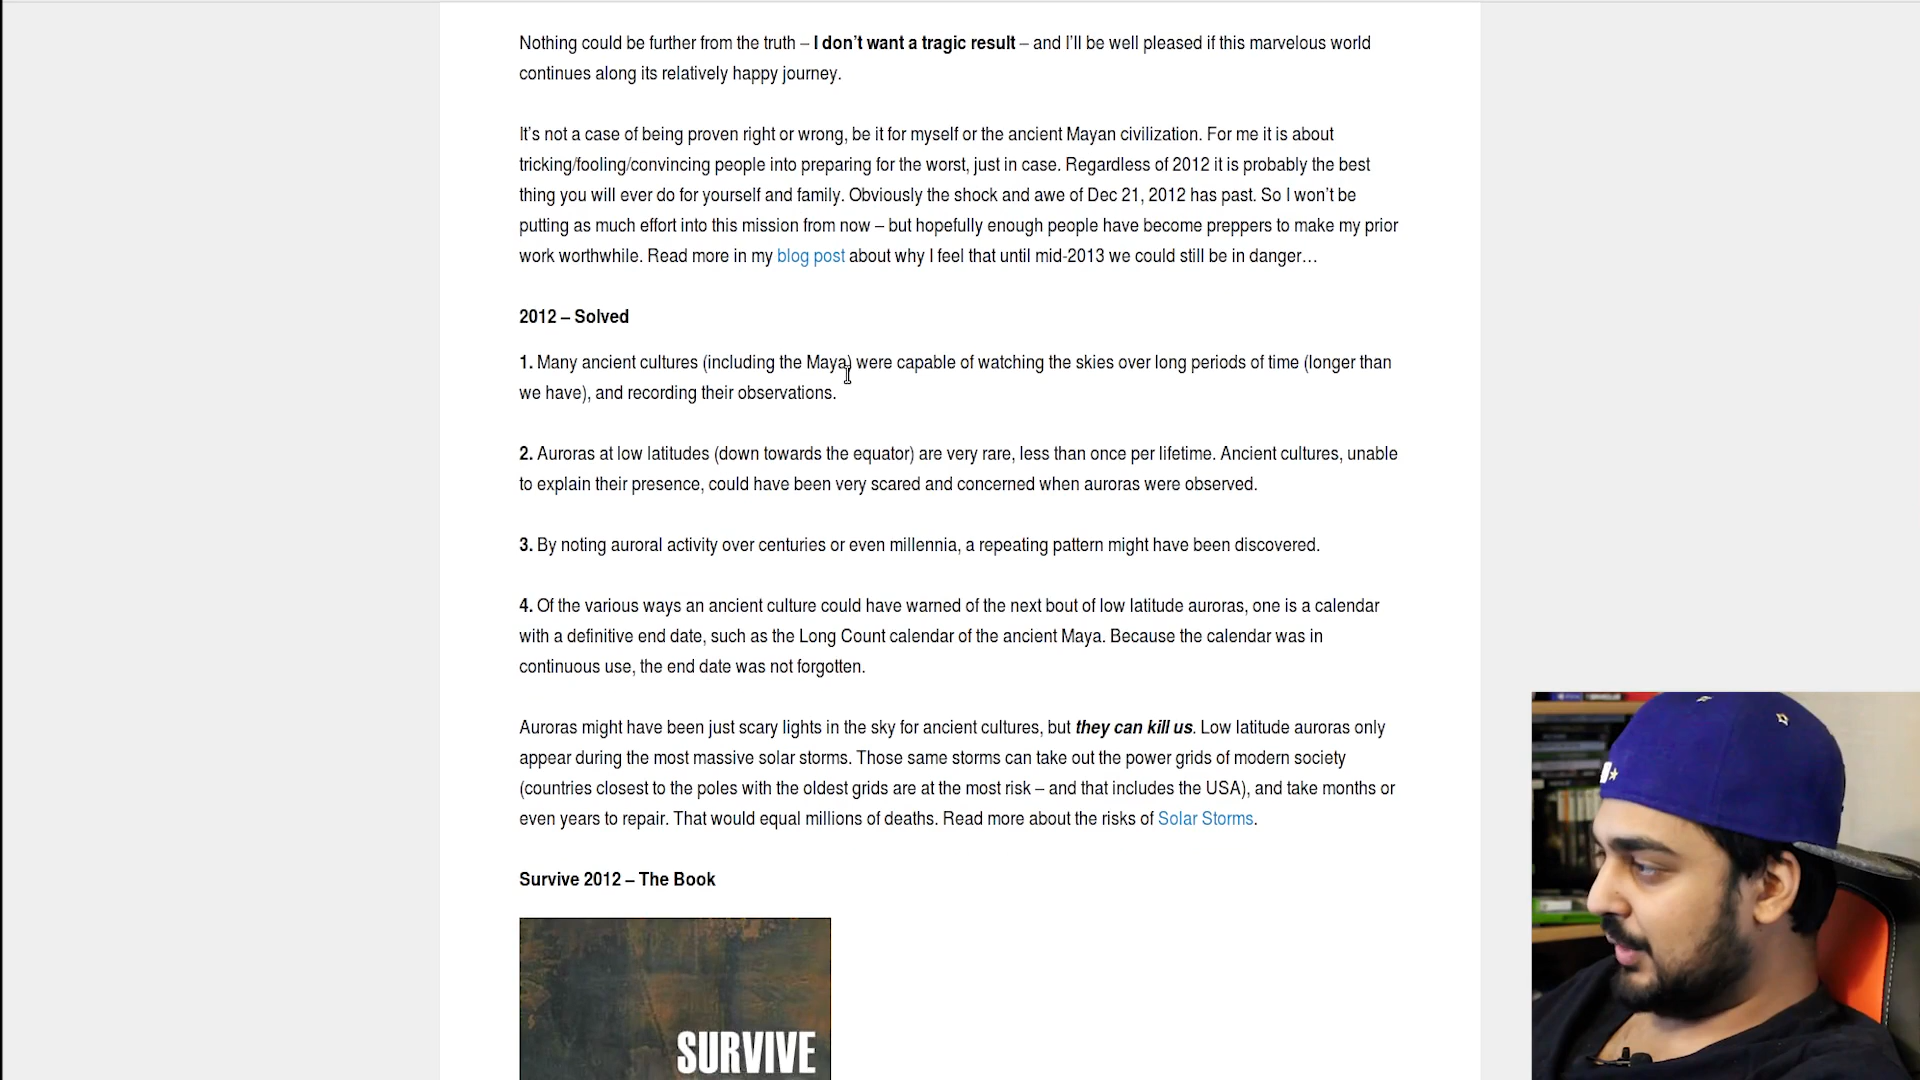 Nothing could be further from the truth – I don’t want a tragic result – and I’ll be well pleased if this marvelous world
continues along its relatively happy journey.
It’s not a case of being proven right or wrong, be it for myself or the ancient Mayan civilization. For me it is about
tricking/fooling/convincing people into preparing for the worst, just in case. Regardless of 2012 it is probably the best
thing you will ever do for yourself and family. Obviously the shock and awe of Dec 21, 2012 has past. So I won’t be
putting as much effort into this mission from now – but hopefully enough people have become preppers to make my prior
work worthwhile. Read more in my blog post about why I feel that until mid-2013 we could still be in danger…
2012 – Solved
1. Many ancient cultures (including the Maya) were capable of watching the skies over long periods of time (longer than
we have), and recording their observations.
2. Auroras at low latitudes (down towards the equator) are very rare, less than once per lifetime. Ancient cultures, unable
to explain their presence, could have been very scared and concerned when auroras were observed.
3. By noting auroral activity over centuries or even millennia, a repeating pattern might have been discovered.
4. Of the various ways an ancient culture could have warned of the next bout of low latitude auroras, one is a calendar
with a definitive end date, such as the Long Count calendar of the ancient Maya. Because the calendar was in
continuous use, the end date was not forgotten.
Auroras might have been just scary lights in the sky for ancient cultures, but they can kill us. Low latitude auroras only
appear during the most massive solar storms. Those same storms can take out the power grids of modern society
(countries closest to the poles with the oldest grids are at the most risk – and that includes the USA), and take months or
even years to repair. That would equal millions of deaths. Read more about the risks of Solar Storms.
Survive 2012 – The Book
SURVIVE